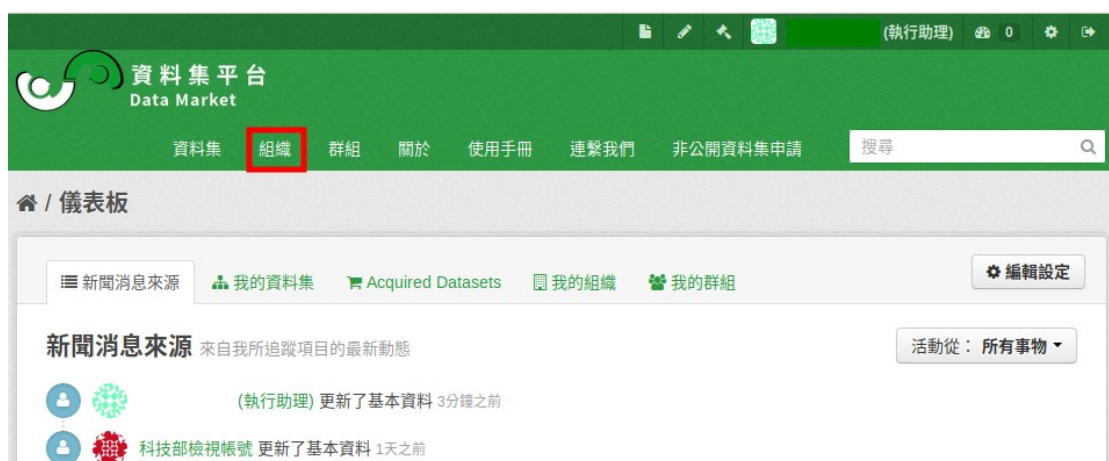 (執行助理) 0
資料集平台
Data Market
資料集 組織 群組 關於 使用手冊 連繫我們 非公開資料集申請 搜尋
/ 儀表板
新聞消息來源 我的資料集 Acquired Datasets 我的組織 我的群組 編輯設定
新聞消息來源 來自我所追蹤項目的最新動態 活動從： 所有事物
(執行助理) 更新了基本資料 3分鐘之前
科技部檢視帳號 更新了基本資料 1天之前